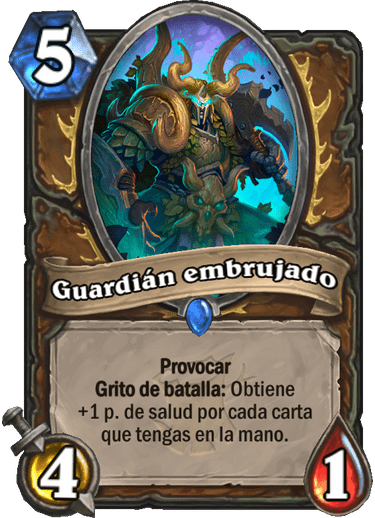 5
Guardián embrujado
Provocar
Grito de batalla: Obtiene
+1 p. de salud por cada carta
que tengas en la mano.
4
1